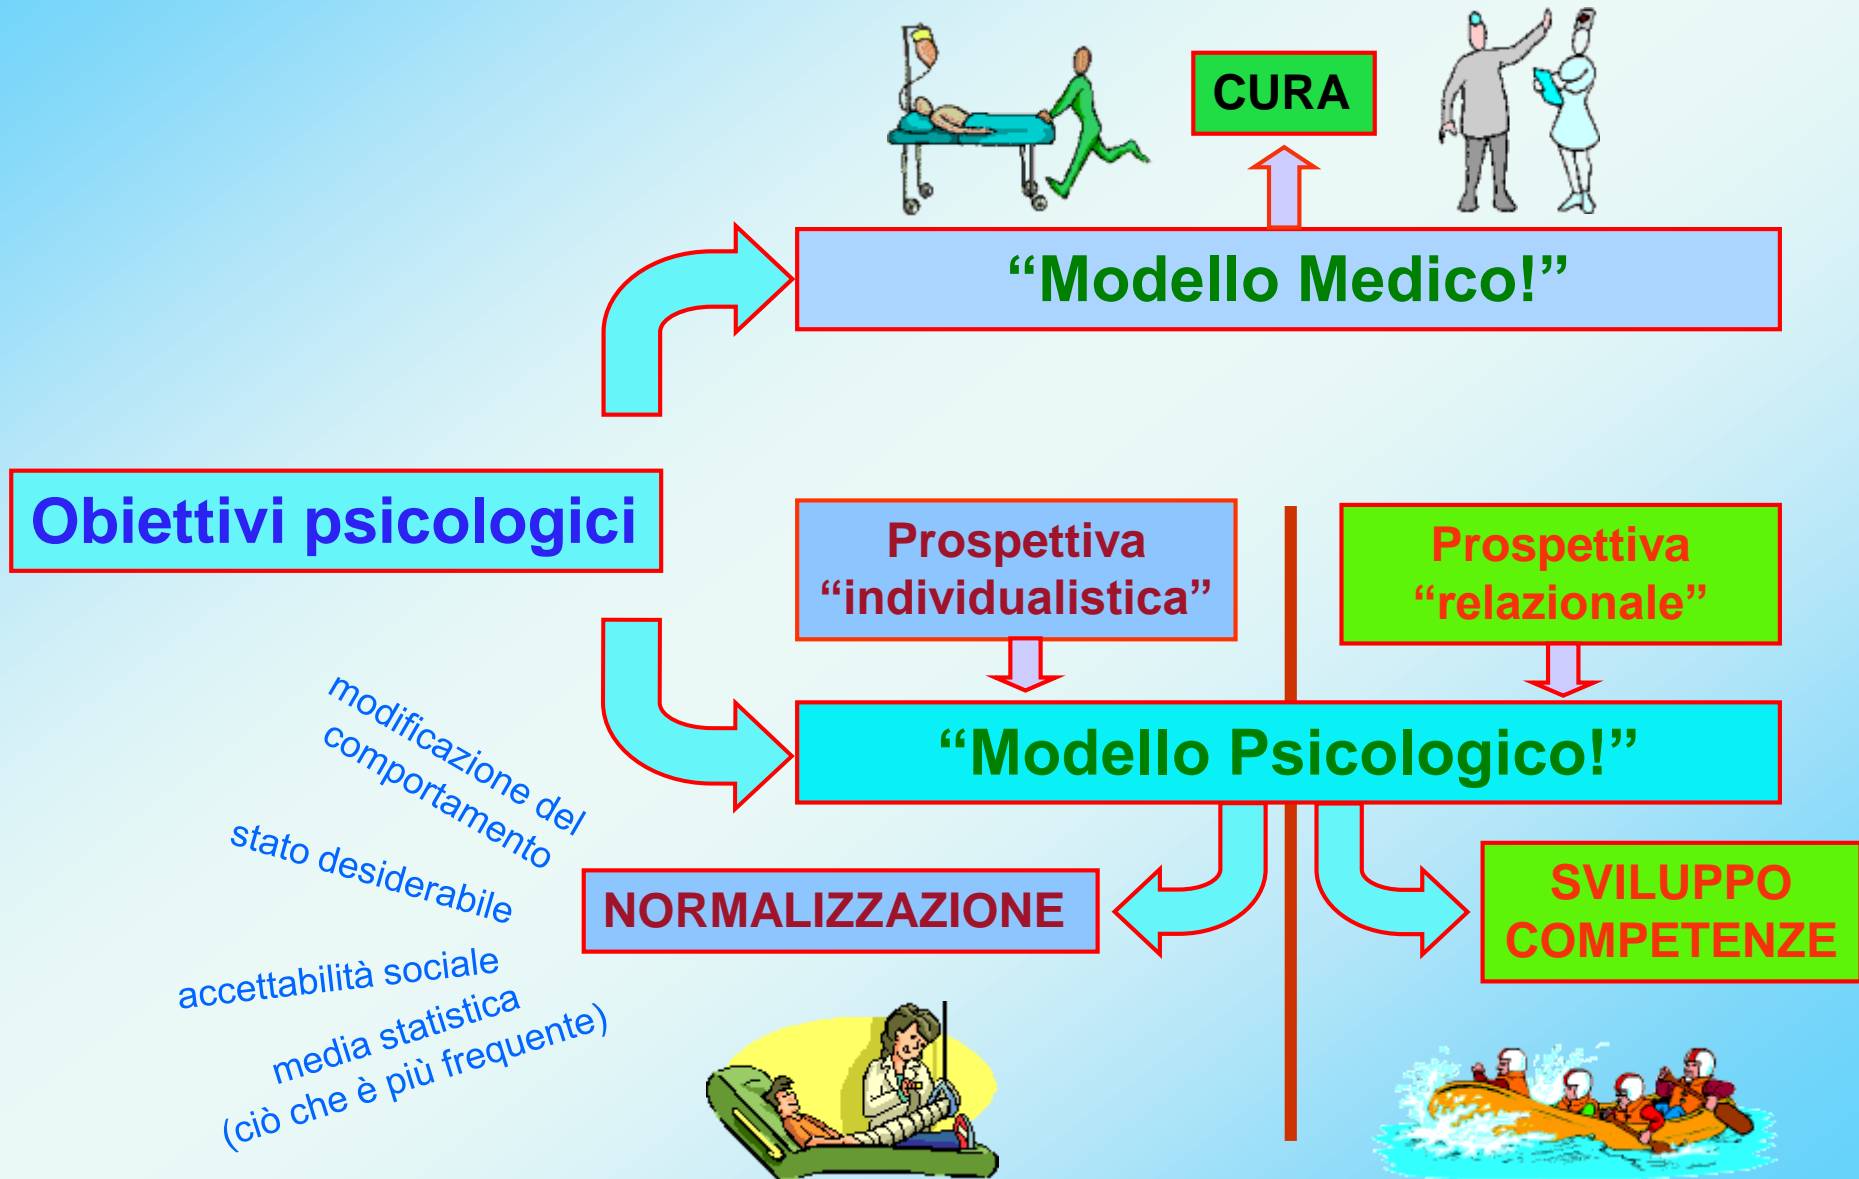 CURA
“Modello Medico!”
Obiettivi psicologici
Prospettiva
“individualistica”
Prospettiva
“relazionale”
“Modello Psicologico!”
modificazione del
comportamento
stato desiderabile
accettabilità sociale
media statistica
(ciò che è più frequente)
NORMALIZZAZIONE
SVILUPPO
COMPETENZE